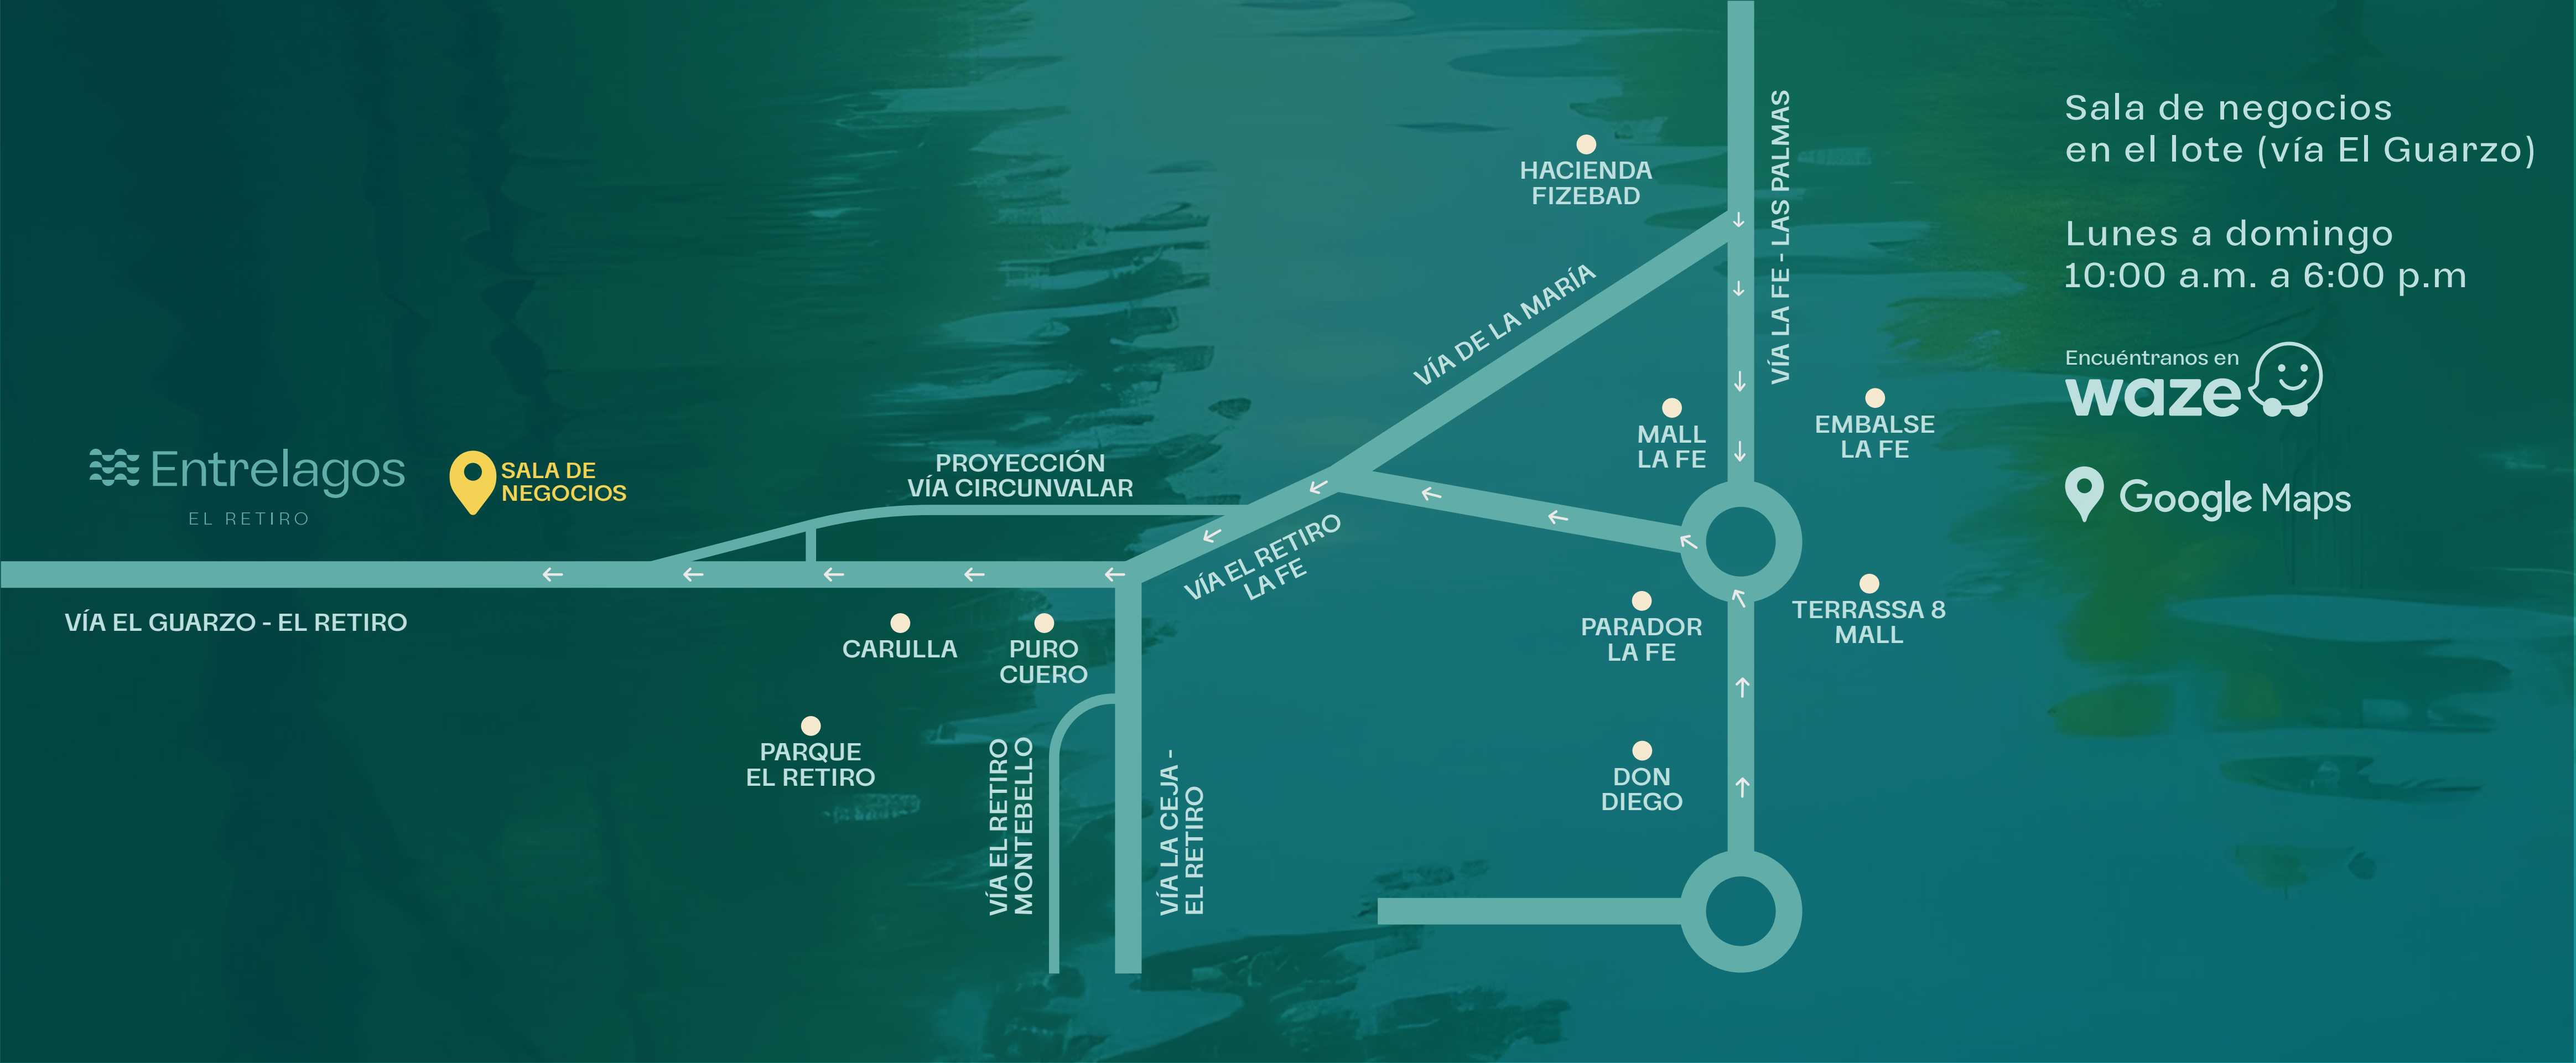 Sala de negocios
en el lote (vía El Guarzo)
Lunes a domingo
10:00 a.m. a 6:00 p.m
Encuéntranos en
waze
Google Maps
HACIENDA
FIZEBAD
VÍA LA FE - LAS PALMAS
VÍA DE LA MARÍA
MALL
LA FE
EMBALSE
LA FE
Entrelagos
EL RETIRO
SALA DE
NEGOCIOS
PROYECCIÓN
VÍA CIRCUNVALAR
VÍA EL RETIRO
LA FE
VÍA EL GUARZO - EL RETIRO
CARULLA
PURO
CUERO
PARADOR
LA FE
TERRASSA 8
MALL
PARQUE
EL RETIRO
VÍA EL RETIRO
MONTEBELLO
VÍA LA CEJA -
EL RETIRO
DON
DIEGO